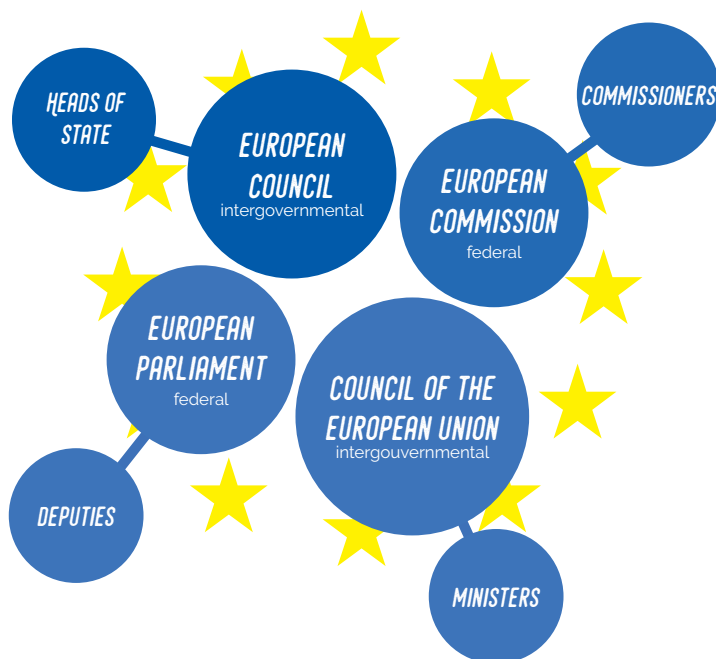 HEADS OF
STATE
EUROPEAN
COUNCIL
intergovernmental
COMMISSIONERS
EUROPEAN
COMMISSION
federal
EUROPEAN
PARLIAMENT
federal
COUNCIL OF THE
EUROPEAN UNION
intergouvernmental
DEPUTIES
MINISTERS